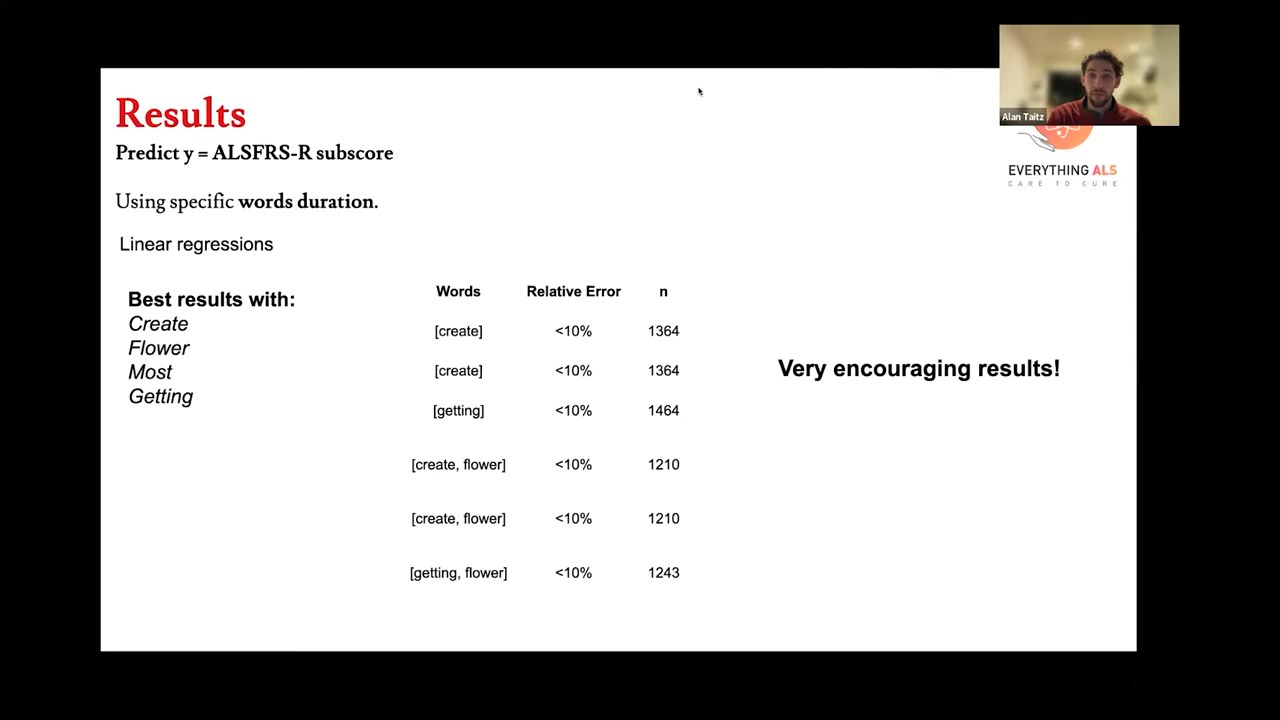 Results
Predict y = ALSFRS-R subscore
Using specific words duration.
Linear regressions
Best results with:
Create
Flower
Most
Getting
Words Relative Error n
[create] <10% 1364
[create] <10% 1364
[getting] <10% 1464
[create, flower] <10% 1210
[create, flower] <10% 1210
[getting, flower] <10% 1243
Very encouraging results!
Alan Taitz
EVERYTHING ALS
CARE TO CURE